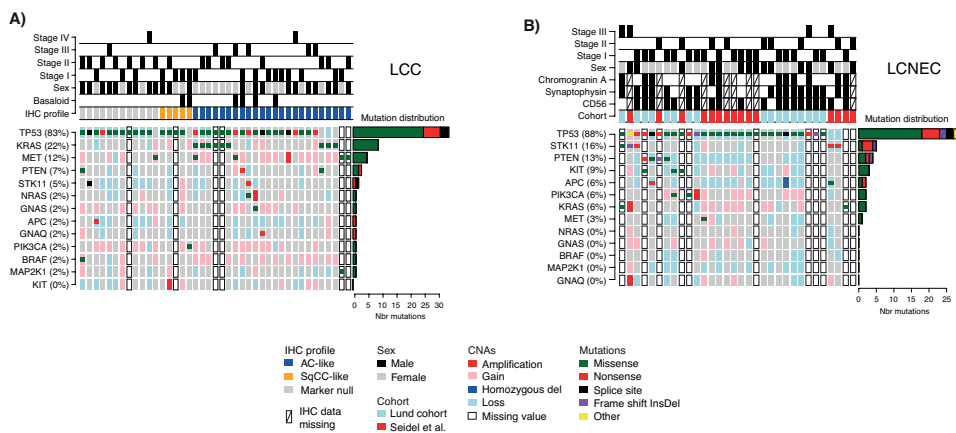 A)
Stage IV
Stage III
Stage II
Stage I
Sex
Basaloid
IHC profile
LCC
Mutation distribution
TP53 (83%)
KRAS (22%)
MET (12%)
PTEN (7%)
STK11 (5%)
NRAS (2%)
GNAS (2%)
APC (2%)
GNAQ (2%)
PIK3CA (2%)
BRAF (2%)
MAP2K1 (2%)
KIT (0%)
0 10 20 30
Nbr mutations
B)
Stage III
Stage II
Stage I
Sex
Chromogranin A
Synaptophysin
CD56
Cohort
LCNEC
Mutation distribution
TP53 (88%)
STK11 (16%)
PTEN (13%)
KIT (9%)
APC (6%)
PIK3CA (6%)
KRAS (6%)
MET (3%)
NRAS (0%)
GNAS (0%)
BRAF (0%)
MAP2K1 (0%)
GNAQ (0%)
0 5 15 25
Nbr mutations
IHC profile
AC-like
SqCC-like
Marker null
IHC data
missing
Sex
Male
Female
Cohort
Lund cohort
Seidel et al.
CNAs
Amplification
Gain
Homozygous del
Loss
Missing value
Mutations
Missense
Nonsense
Splice site
Frame shift InsDel
Other